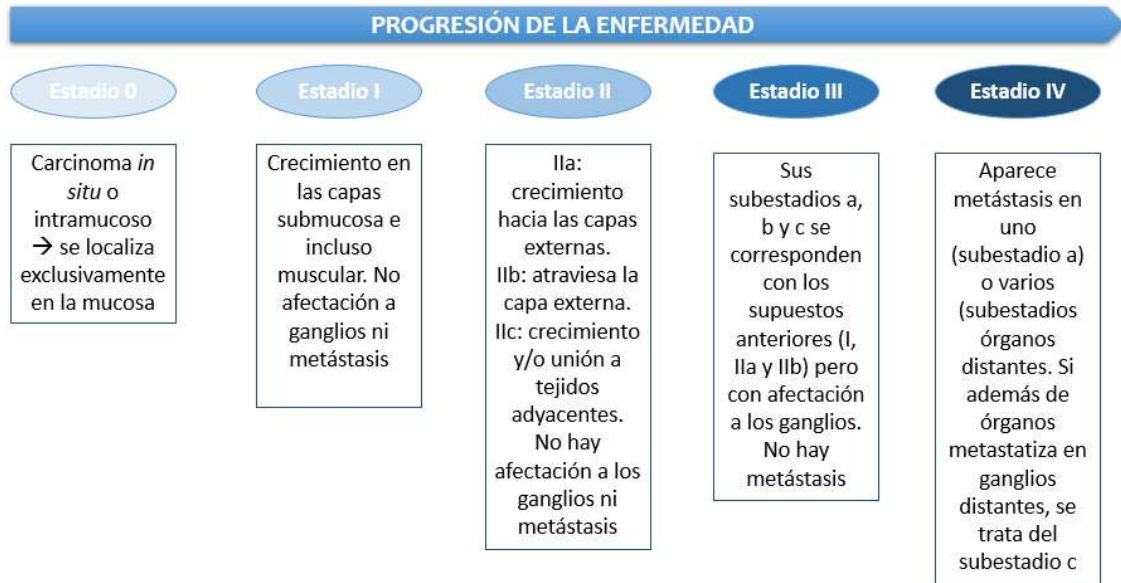 PROGRESIÓN DE LA ENFERMEDAD
Estadio 0
Carcinoma in
situ o
intramucoso
→ se localiza
exclusivamente
en la mucosa
Estadio I
Crecimiento en
las capas
submucosa e
incluso
muscular. No
afectación a
ganglios ni
metástasis
Estadio II
IIa:
crecimiento
hacia las capas
externas.
IIb: atraviesa la
capa externa.
IIc: crecimiento
y/o unión a
tejidos
adyacentes.
No hay
afectación a los
ganglios ni
metástasis
Estadio III
Sus
subestadios a,
b y c se
corresponden
con los
supuestos
anteriores (I,
IIa y IIb) pero
con afectación
a los ganglios.
No hay
metástasis
Estadio IV
Aparece
metástasis en
uno
(subestadio a)
o varios
(subestadios
órganos
distantes. Si
además de
órganos
metastatiza en
ganglios
distantes, se
trata del
subestadio c